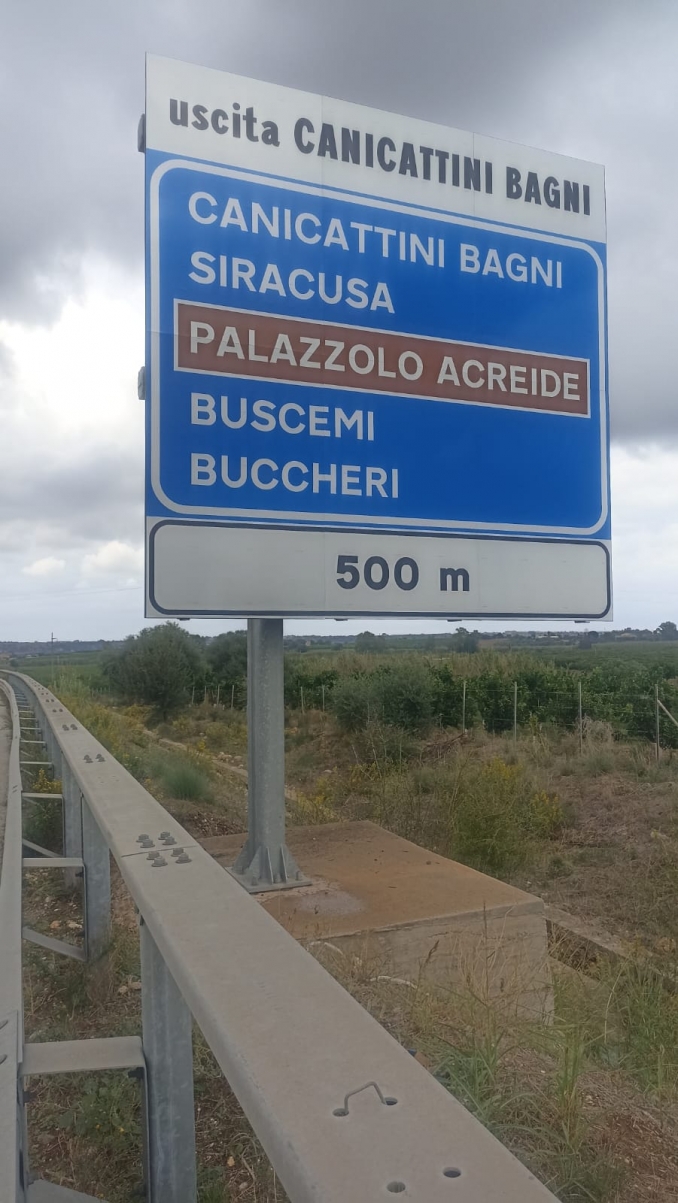 uscita CANICATTINI BAGNI
CANICATTINI BAGNI
SIRACUSA
PALAZZOLO ACREIDE
BUSCEMI
BUCCHERI
500 m